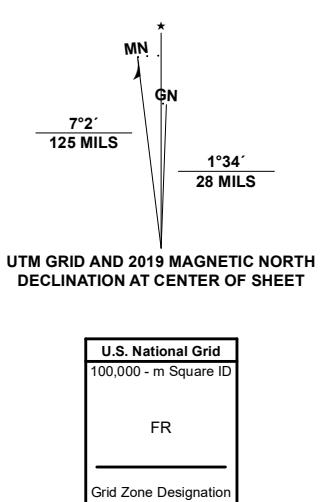 ★
MN
GN
7°2´
125 MILS
1°34´
28 MILS
UTM GRID AND 2019 MAGNETIC NORTH
DECLINATION AT CENTER OF SHEET
U.S. National Grid
100,000 - m Square ID
FR
Grid Zone Designation